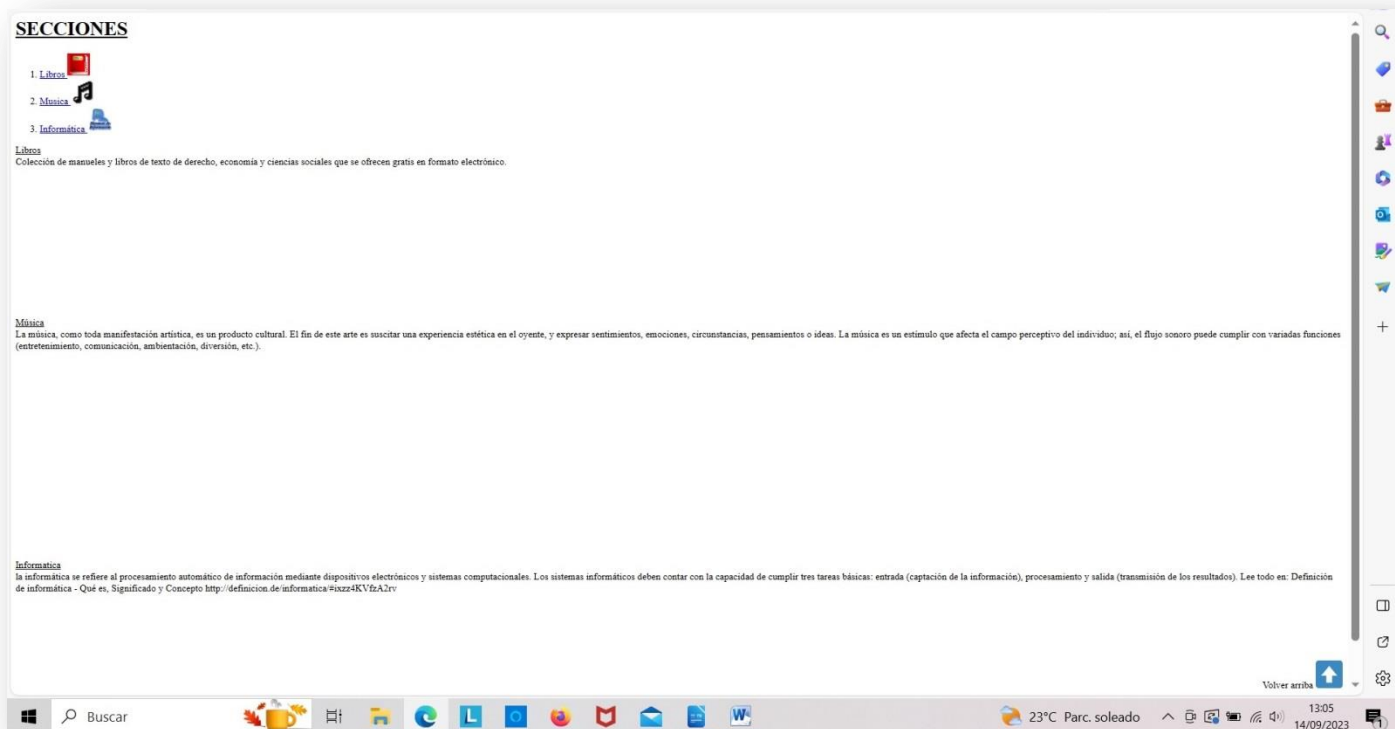 SECCIONES
1. Libros
2. Musica
3. Informática
Libros
Colección de manueles y libros de texto de derecho, economía y ciencias sociales que se ofrecen gratis en formato electrónico.
Música
La música, como toda manifestación artística, es un producto cultural. El fin de este arte es suscitar una experiencia estética en el oyente, y expresar sentimientos, emociones, circunstancias, pensamientos o ideas. La música es un estímulo que afecta el campo perceptivo del individuo; así, el flujo sonoro puede cumplir con variadas funciones
(entretenimiento, comunicación, ambientación, diversión, etc.).
Informatica
la informática se refiere al procesamiento automático de información mediante dispositivos electrónicos y sistemas computacionales. Los sistemas informáticos deben contar con la capacidad de cumplir tres tareas básicas: entrada (captación de la información), procesamiento y salida (transmisión de los resultados). Lee todo en: Definición
de informática - Qué es, Significado y Concepto http://definicion.de/informatica/#ixzz4KVfzA2rv
Volver arriba
Buscar
23°C Parc. soleado
13:05
14/09/2023